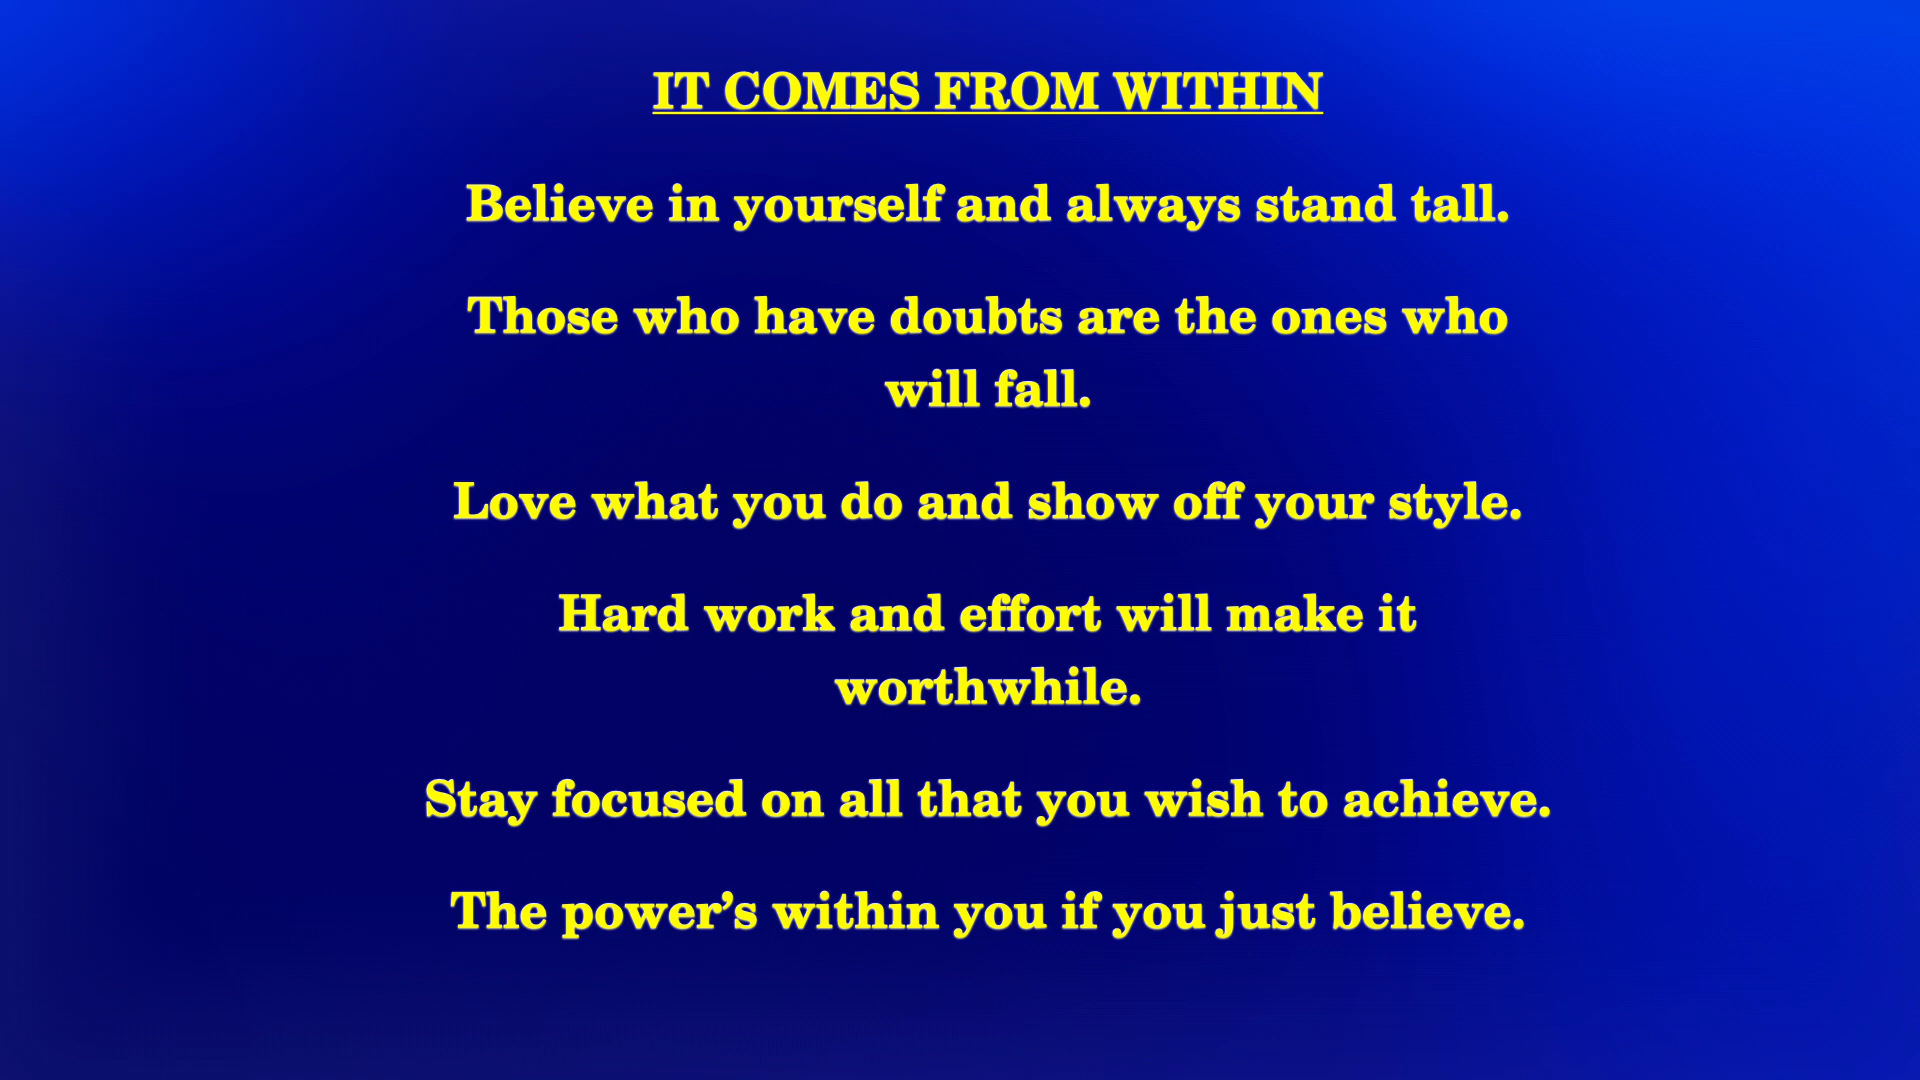 IT COMES FROM WITHIN
Believe in yourself and always stand tall.
Those who have doubts are the ones who
will fall.
Love what you do and show off your style.
Hard work and effort will make it
worthwhile.
Stay focused on all that you wish to achieve.
The power’s within you if you just believe.